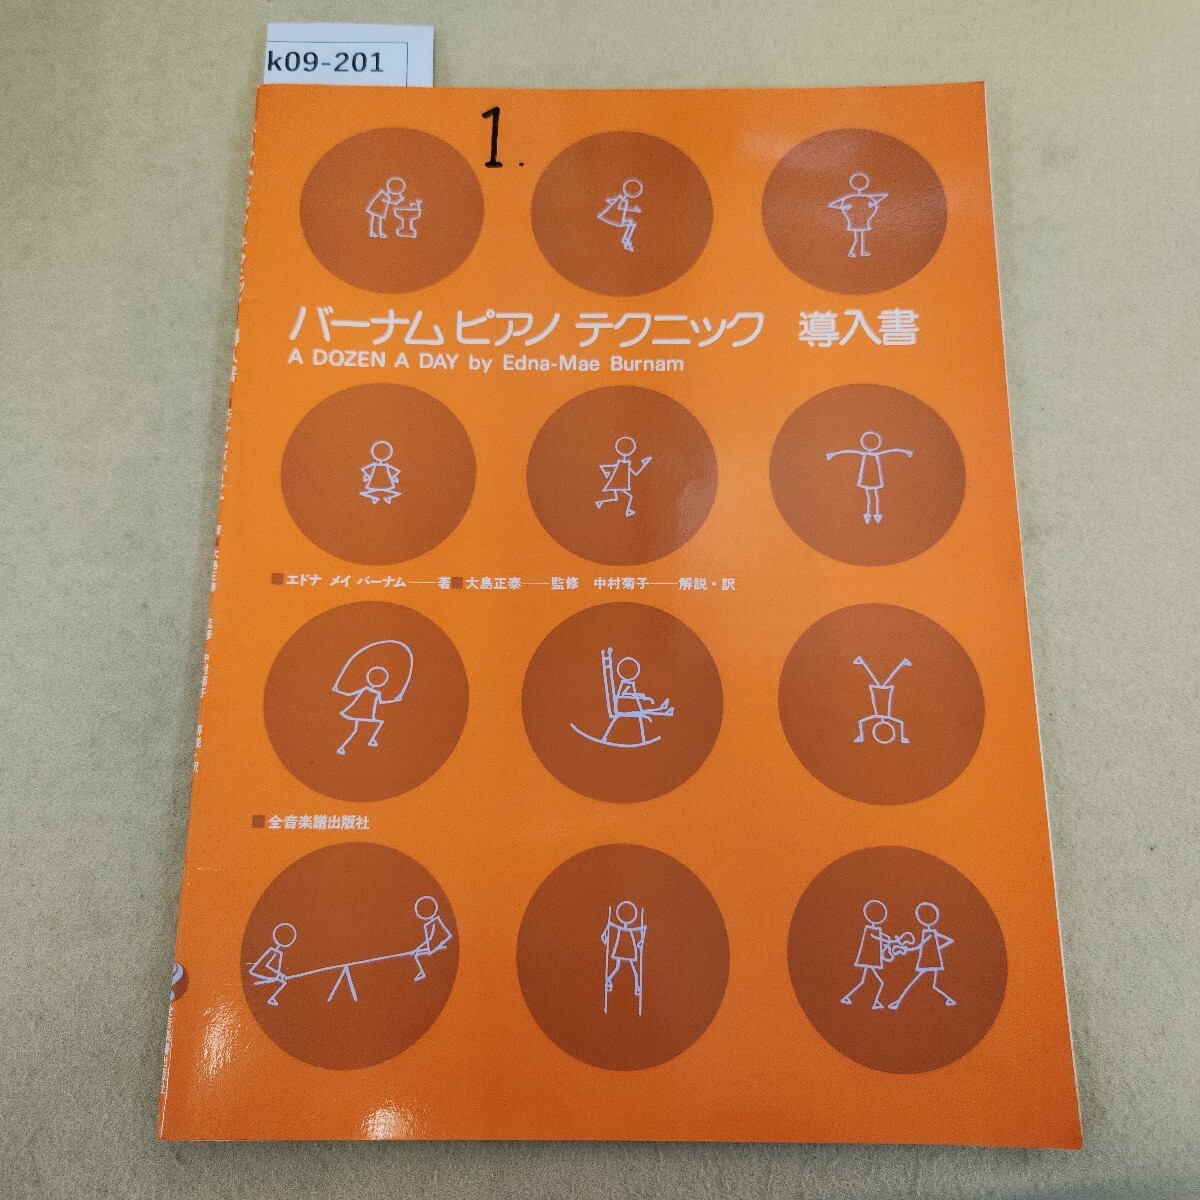 k09-201
1.
バーナム ピアノ テクニック 導入書
A DOZEN A DAY by Edna-Mae Burnam
■エドナ メイ バーナム──著■大島正泰──監修 中村菊子──解説・訳
■全音楽譜出版社